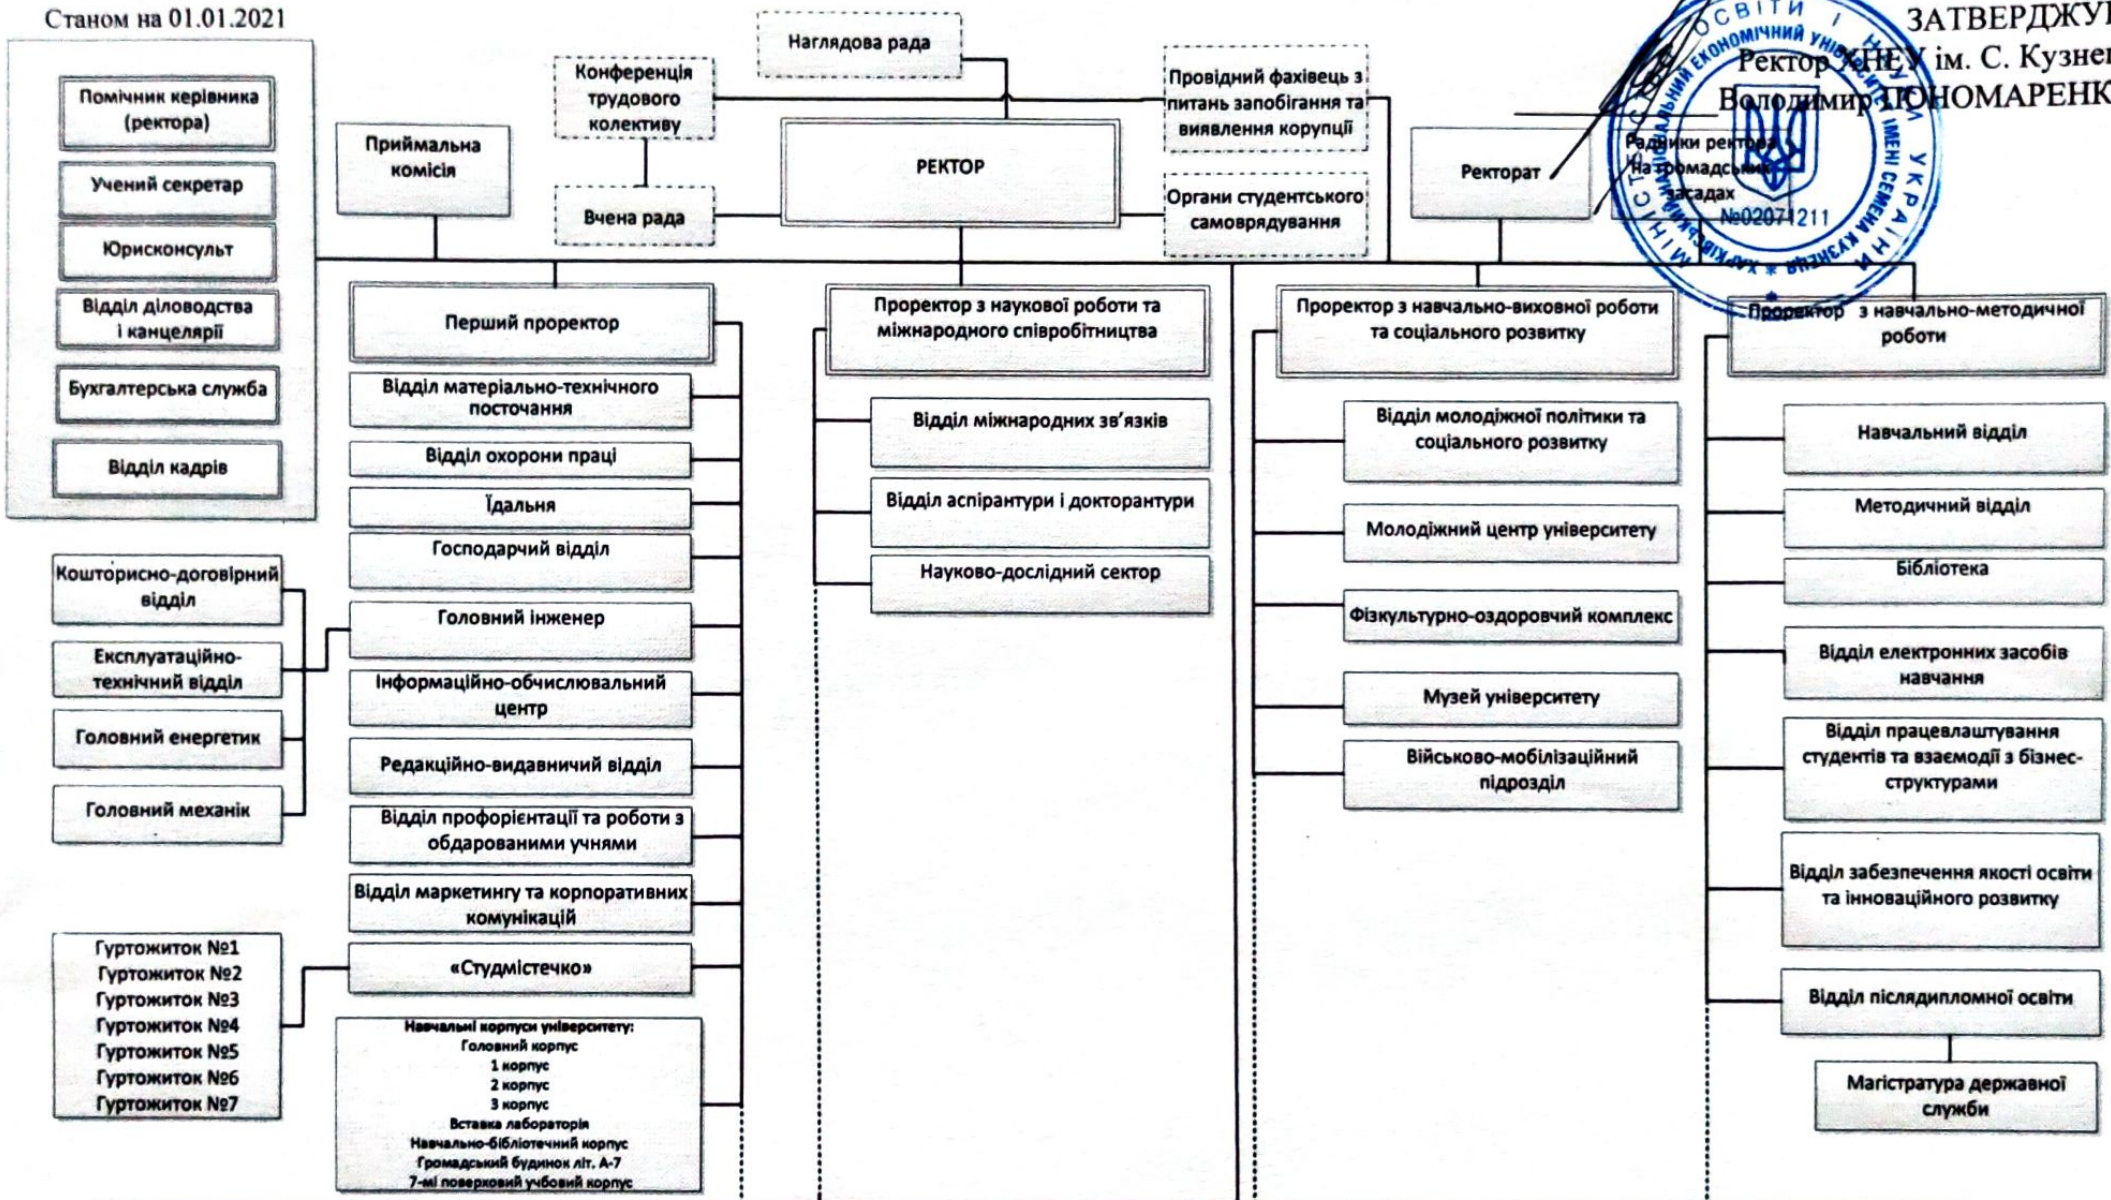 Станом на 01.01.2021
ЗАТВЕРДЖУ
Ректор ХНЕУ ім. С. Кузне
Володимир ПОНОМАРЕНК
Помічник керівника
(ректора)
Учений секретар
Юрисконсульт
Відділ діловодства
і канцелярії
Бухгалтерська служба
Відділ кадрів
Приймальна
комісія
Конференція
трудового
колективу
Вчена рада
Наглядова рада
РЕКТОР
Провідний фахівець з
питань запобігання та
виявлення корупції
Органи студентського
самоврядування
Ректорат
Радники ректора
на громадських
засадах
№02071211
Перший проректор
Відділ матеріально-технічного
посточання
Відділ охорони праці
Їдальня
Господарчий відділ
Головний інженер
Інформаційно-обчислювальний
центр
Редакційно-видавничий відділ
Відділ профорієнтації та роботи з
обдарованими учнями
Відділ маркетингу та корпоративних
комунікацій
«Студмістечко»
Навчальні корпуси університету:
Головний корпус
1 корпус
2 корпус
3 корпус
Вставка лабораторія
Навчально-бібліотечний корпус
Громадський будинок літ. А-7
7-мі поверховий учбовий корпус
Кошторисно-договірний
відділ
Експлуатаційно-
технічний відділ
Головний енергетик
Головний механік
Гуртожиток №1
Гуртожиток №2
Гуртожиток №3
Гуртожиток №4
Гуртожиток №5
Гуртожиток №6
Гуртожиток №7
Проректор з наукової роботи та
міжнародного співробітництва
Відділ міжнародних зв’язків
Відділ аспірантури і докторантури
Науково-дослідний сектор
Проректор з навчально-виховної роботи
та соціального розвитку
Відділ молодіжної політики та
соціального розвитку
Молодіжний центр університету
Фізкультурно-оздоровчий комплекс
Музей університету
Військово-мобілізаційний
підрозділ
Проректор з навчально-методичної
роботи
Навчальний відділ
Методичний відділ
Бібліотека
Відділ електронних засобів
навчання
Відділ працевлаштування
студентів та взаємодії з бізнес-
структурами
Відділ забезпечення якості освіти
та інноваційного розвитку
Відділ післядипломної освіти
Магістратура державної
служби